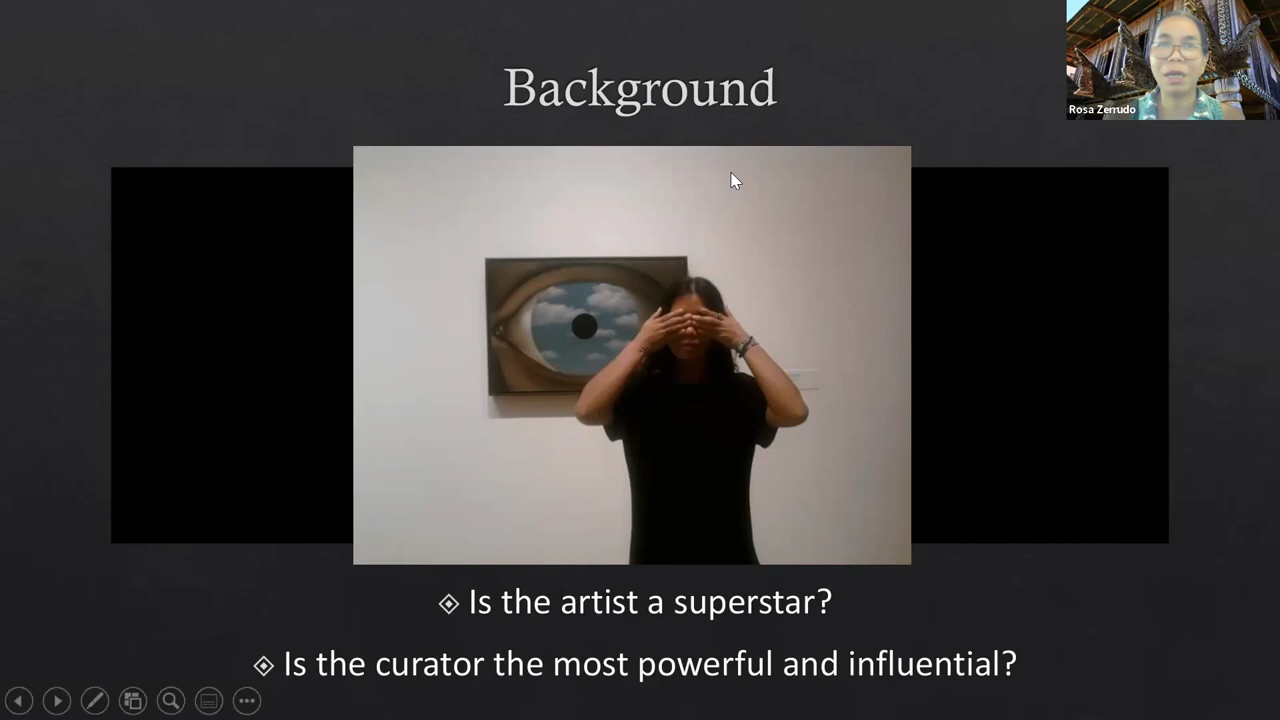 Background
Rosa Zerrudo
Is the artist a superstar?
Is the curator the most powerful and influential?